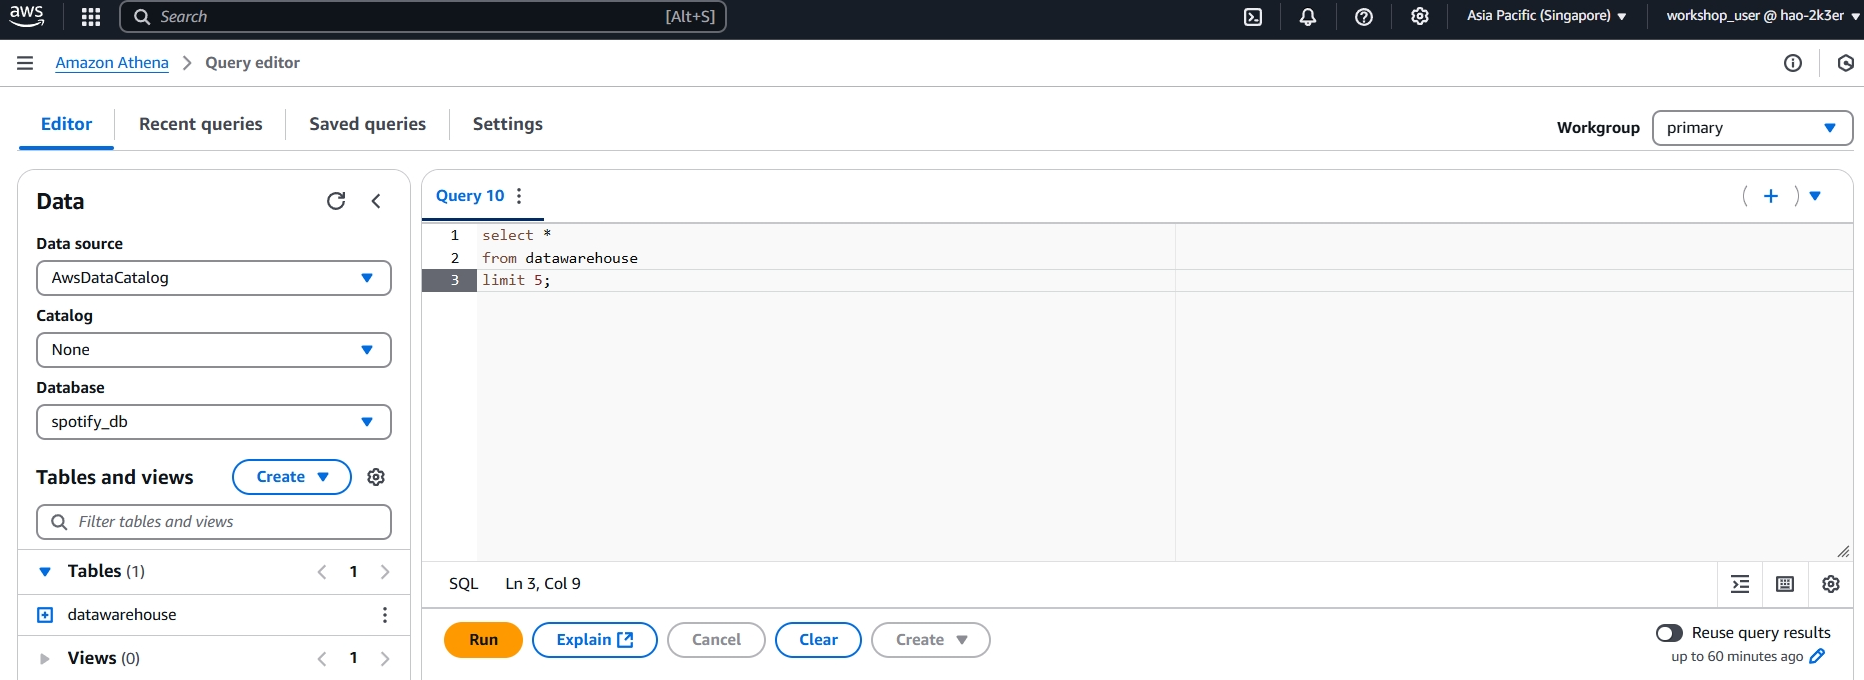 aws
Search [Alt+S]
Asia Pacific (Singapore)
workshop_user @ hao-2k3er
Amazon Athena
Query editor
Editor
Recent queries
Saved queries
Settings
Workgroup
primary
Data
Data source
AwsDataCatalog
Catalog
None
Database
spotify_db
Tables and views
Create
Filter tables and views
Tables (1)
1
datawarehouse
Views (0)
1
Query 10
1 select *
2 from datawarehouse
3 limit 5;
SQL Ln 3, Col 9
Run
Explain
Cancel
Clear
Create
Reuse query results
up to 60 minutes ago